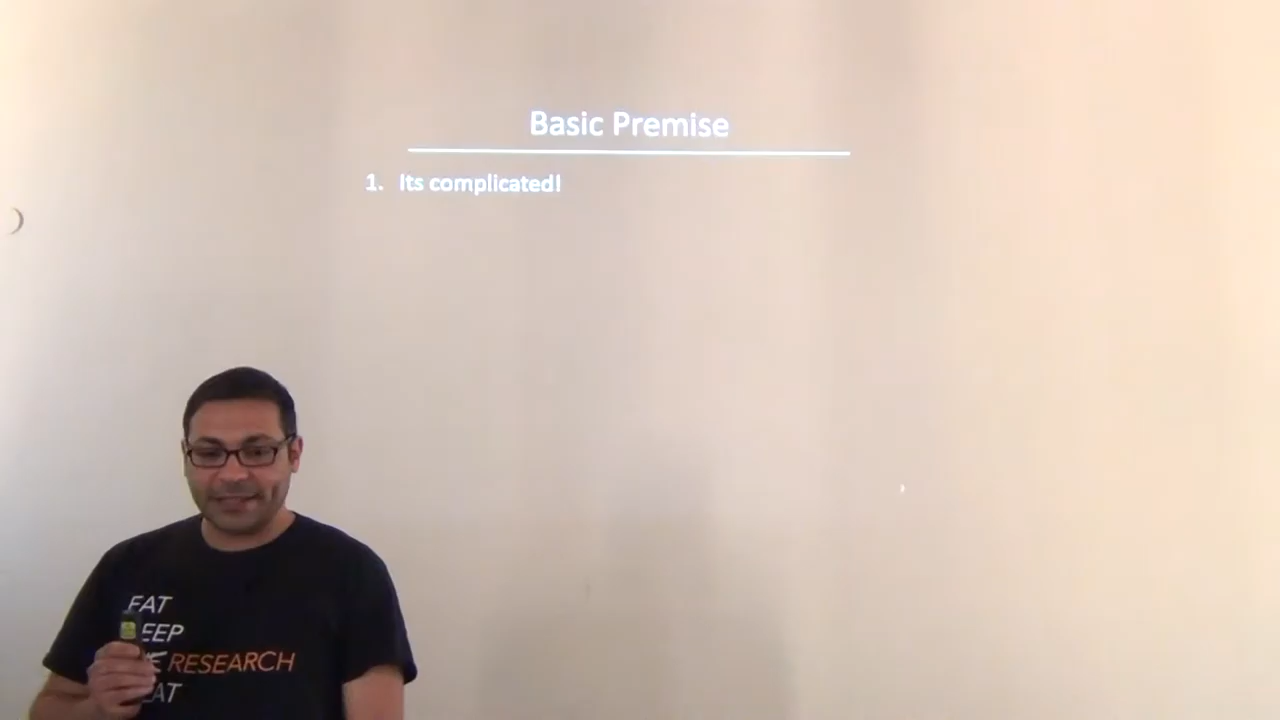 Basic Premise
1. Its complicated!
EAT
EEP
RESEARCH
EAT